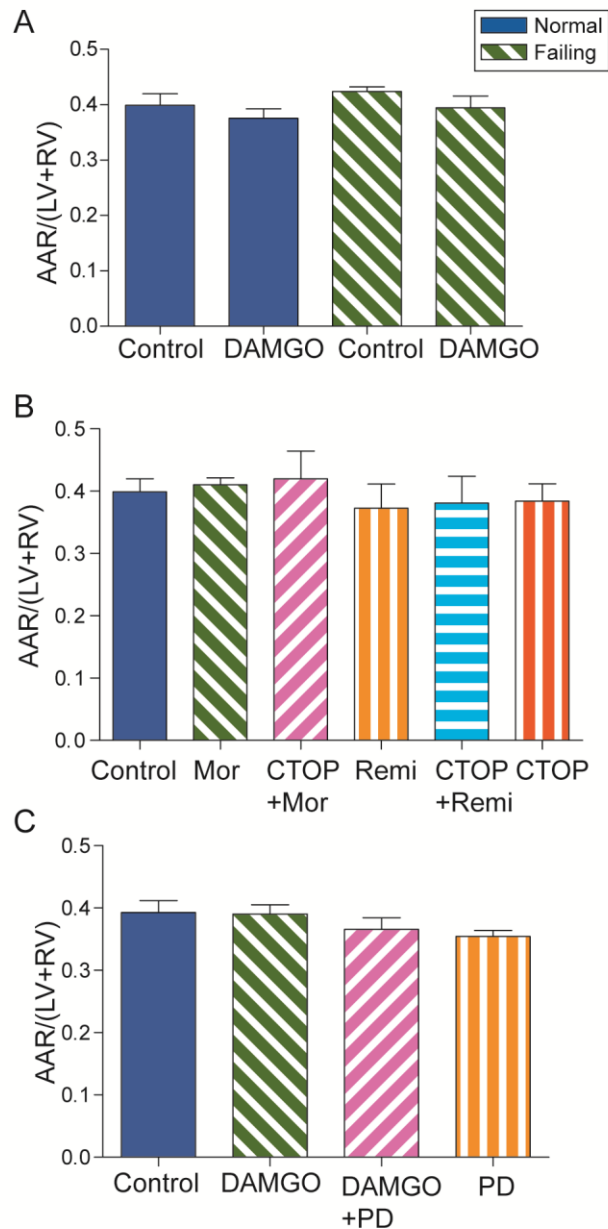 A
Normal
Failing
AAR/(LV+RV)
0.5
0.4
0.3
0.2
0.1
0.0
Control DAMGO Control DAMGO
B
AAR/(LV+RV)
0.5
0.4
0.3
0.2
0.1
0.0
Control Mor CTOP Remi CTOP CTOP
+Mor +Remi
C
AAR/(LV+RV)
0.5
0.4
0.3
0.2
0.1
0.0
Control DAMGO DAMGO PD
+PD